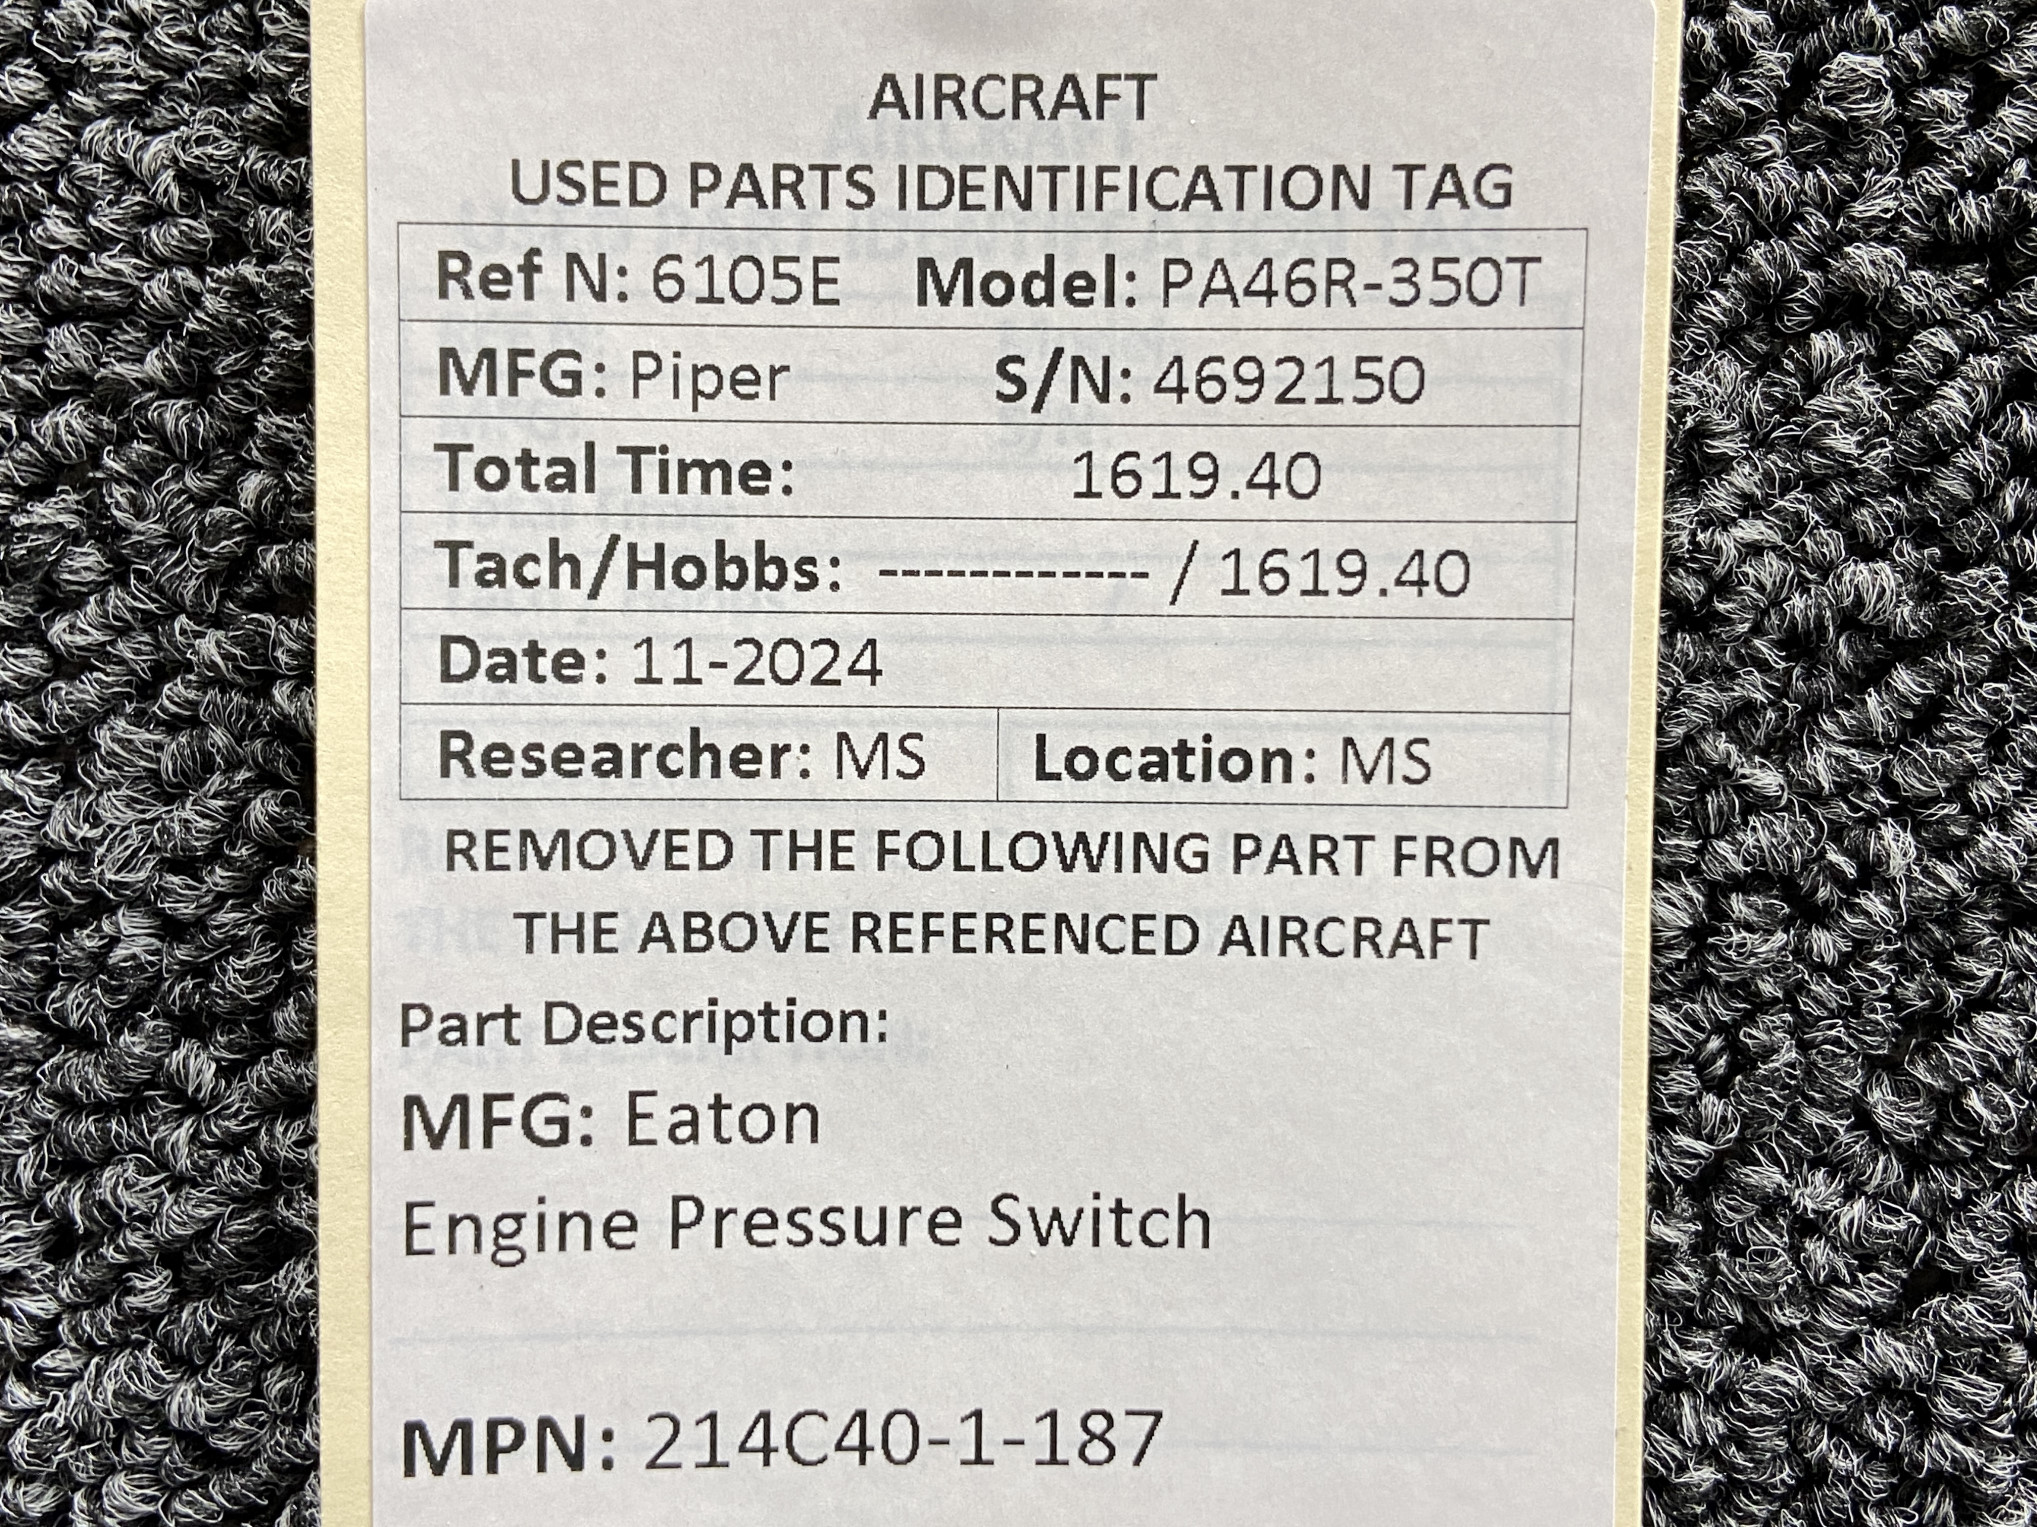 AIRCRAFT
USED PARTS IDENTIFICATION TAG
Ref N: 6105E Model: PA46R-350T
MFG: Piper S/N: 4692150
Total Time: 1619.40
Tach/Hobbs: ------------ / 1619.40
Date: 11-2024
Researcher: MS Location: MS
REMOVED THE FOLLOWING PART FROM
THE ABOVE REFERENCED AIRCRAFT
Part Description:
MFG: Eaton
Engine Pressure Switch
MPN: 214C40-1-187